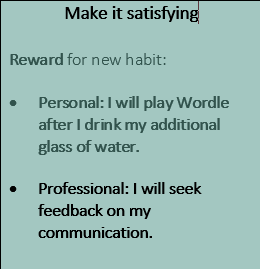 Make it satisfying
Reward for new habit:
• Personal: I will play Wordle
after I drink my additional
glass of water.
• Professional: I will seek
feedback on my
communication.